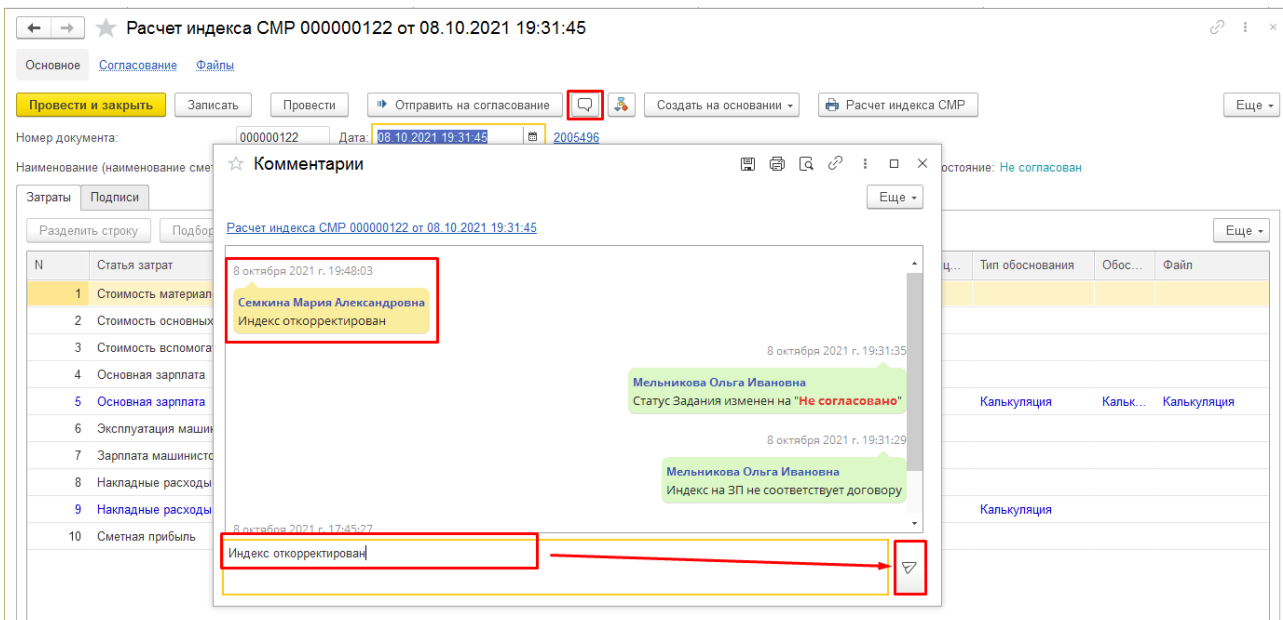 Расчет индекса СМР 000000122 от 08.10.2021 19:31:45
Основное Согласование Файлы
Провести и закрыть Записать Провести Отправить на согласование Создать на основании Расчет индекса СМР Еще
Номер документа: 000000122 Дата: 08.10.2021 19:31:45 2005496
Наименование (наименование смет
остояние: Не согласован
Затраты Подписи
Разделить строку Подбор
Еще
N Статья затрат
ц... Тип обоснования Обос... Файл
1 Стоимость материал
2 Стоимость основных
3 Стоимость вспомога
4 Основная зарплата
5 Основная зарплата Калькуляция Кальк... Калькуляция
6 Эксплуатация машин
7 Зарплата машинисто
8 Накладные расходы
9 Накладные расходы Калькуляция
10 Сметная прибыль
Комментарии
Еще
Расчет индекса СМР 000000122 от 08.10.2021 19:31:45
8 октября 2021 г. 19:48:03
Семкина Мария Александровна
Индекс откорректирован
8 октября 2021 г. 19:31:35
Мельникова Ольга Ивановна
Статус Задания изменен на "Не согласовано"
8 октября 2021 г. 19:31:29
Мельникова Ольга Ивановна
Индекс на ЗП не соответствует договору
8 октября 2021 г. 17:45:27
Индекс откорректирован